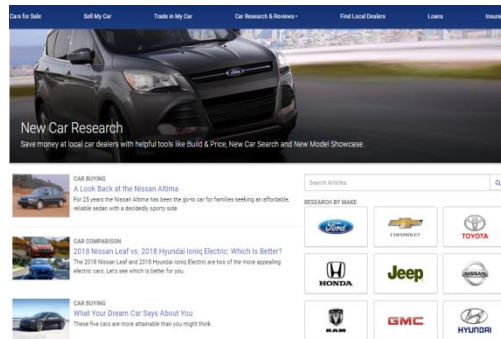 Cars for Sale
Sell My Car
Trade in My Car
Car Research & Reviews
Find Local Dealers
Loans
Insura
New Car Research
Save money at local car dealers with helpful tools like Build & Price, New Car Search and New Model Showcase.
CAR BUYING
A Look Back at the Nissan Altima
For 25 years the Nissan Altima has been the go-to car for families seeking an affordable,
reliable sedan with a decidedly sporty side
CAR COMPARISON
2018 Nissan Leaf vs. 2018 Hyundai Ioniq Electric: Which Is Better?
The 2018 Nissan Leaf and 2018 Hyundai Ioniq Electric are two of the more appealing
electric cars. Let's see which is better for you.
CAR BUYING
What Your Dream Car Says About You
These five cars are more attainable than you might think.
Search Articles
RESEARCH BY MAKE
Ford
CHEVROLET
TOYOTA
HONDA
Jeep
NISSAN
RAM
GMC
HYUNDAI